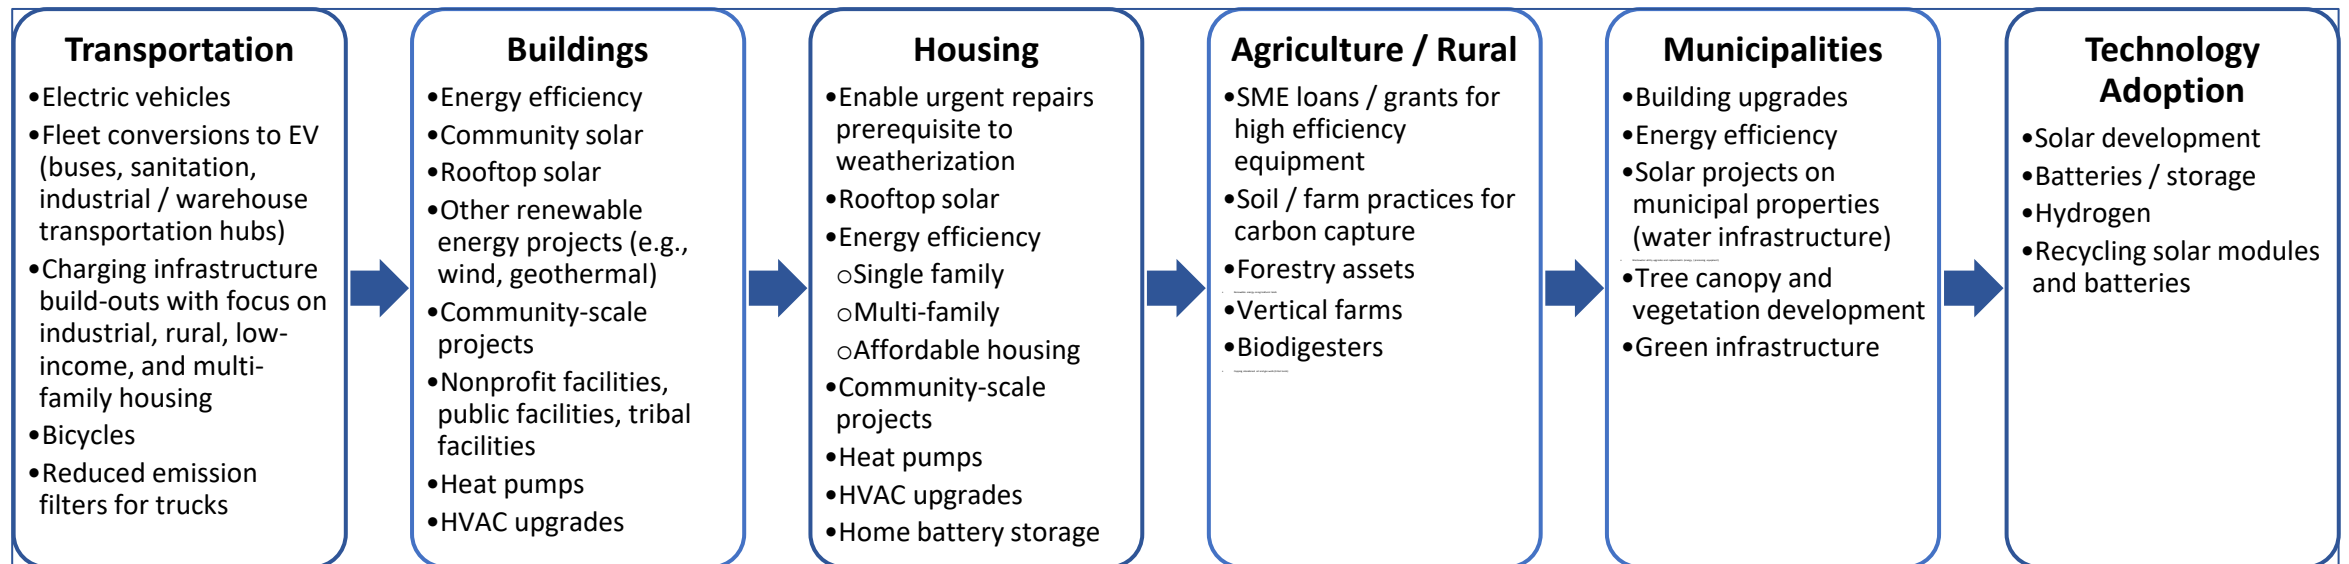 Transportation
•Electric vehicles
•Fleet conversions to EV
(buses, sanitation,
industrial / warehouse
transportation hubs)
•Charging infrastructure
build-outs with focus on
industrial, rural, low-
income, and multi-
family housing
•Bicycles
•Reduced emission
filters for trucks
Buildings
•Energy efficiency
•Community solar
•Rooftop solar
•Other renewable
energy projects (e.g.,
wind, geothermal)
•Community-scale
projects
•Nonprofit facilities,
public facilities, tribal
facilities
•Heat pumps
•HVAC upgrades
Housing
•Enable urgent repairs
prerequisite to
weatherization
•Rooftop solar
•Energy efficiency
oSingle family
oMulti-family
oAffordable housing
•Community-scale
projects
•Heat pumps
•HVAC upgrades
•Home battery storage
Agriculture / Rural
•SME loans / grants for
high efficiency
equipment
•Soil / farm practices for
carbon capture
•Forestry assets
•Vertical farms
•Biodigesters
Municipalities
•Building upgrades
•Energy efficiency
•Solar projects on
municipal properties
(water infrastructure)
•Tree canopy and
vegetation development
•Green infrastructure
Technology
Adoption
•Solar development
•Batteries / storage
•Hydrogen
•Recycling solar modules
and batteries